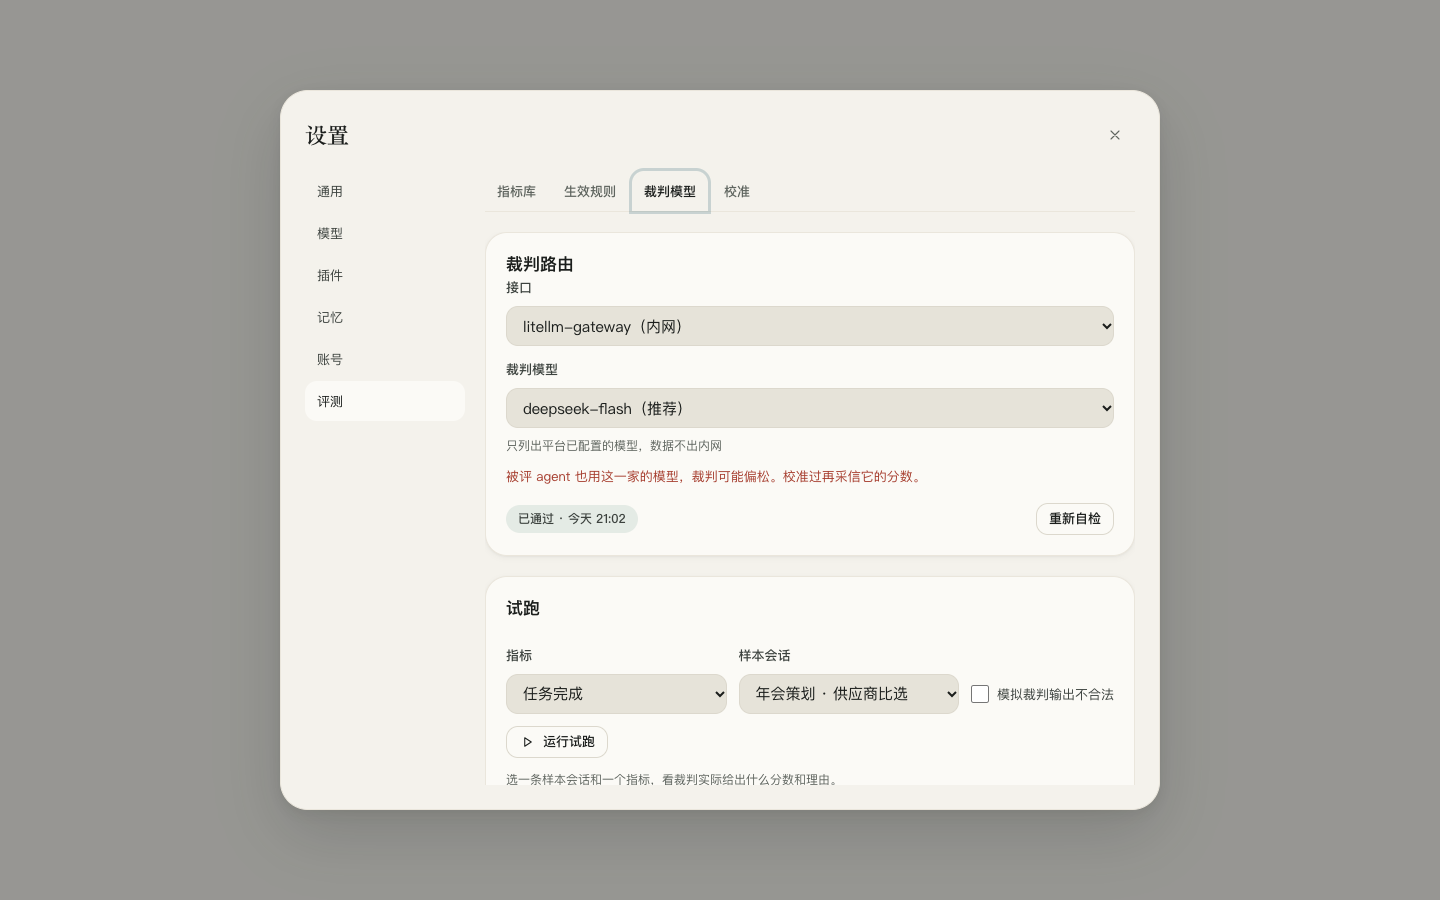 设置
通用
模型
插件
记忆
账号
评测
指标库 生效规则 裁判模型 校准
裁判路由
接口
litellm-gateway（内网）
裁判模型
deepseek-flash（推荐）
只列出平台已配置的模型，数据不出内网
被评 agent 也用这一家的模型，裁判可能偏松。校准过再采信它的分数。
已通过 · 今天 21:02
重新自检
试跑
指标 样本会话
任务完成 年会策划 · 供应商比选 模拟裁判输出不合法
运行试跑
选一条样本会话和一个指标，看裁判实际给出什么分数和理由。